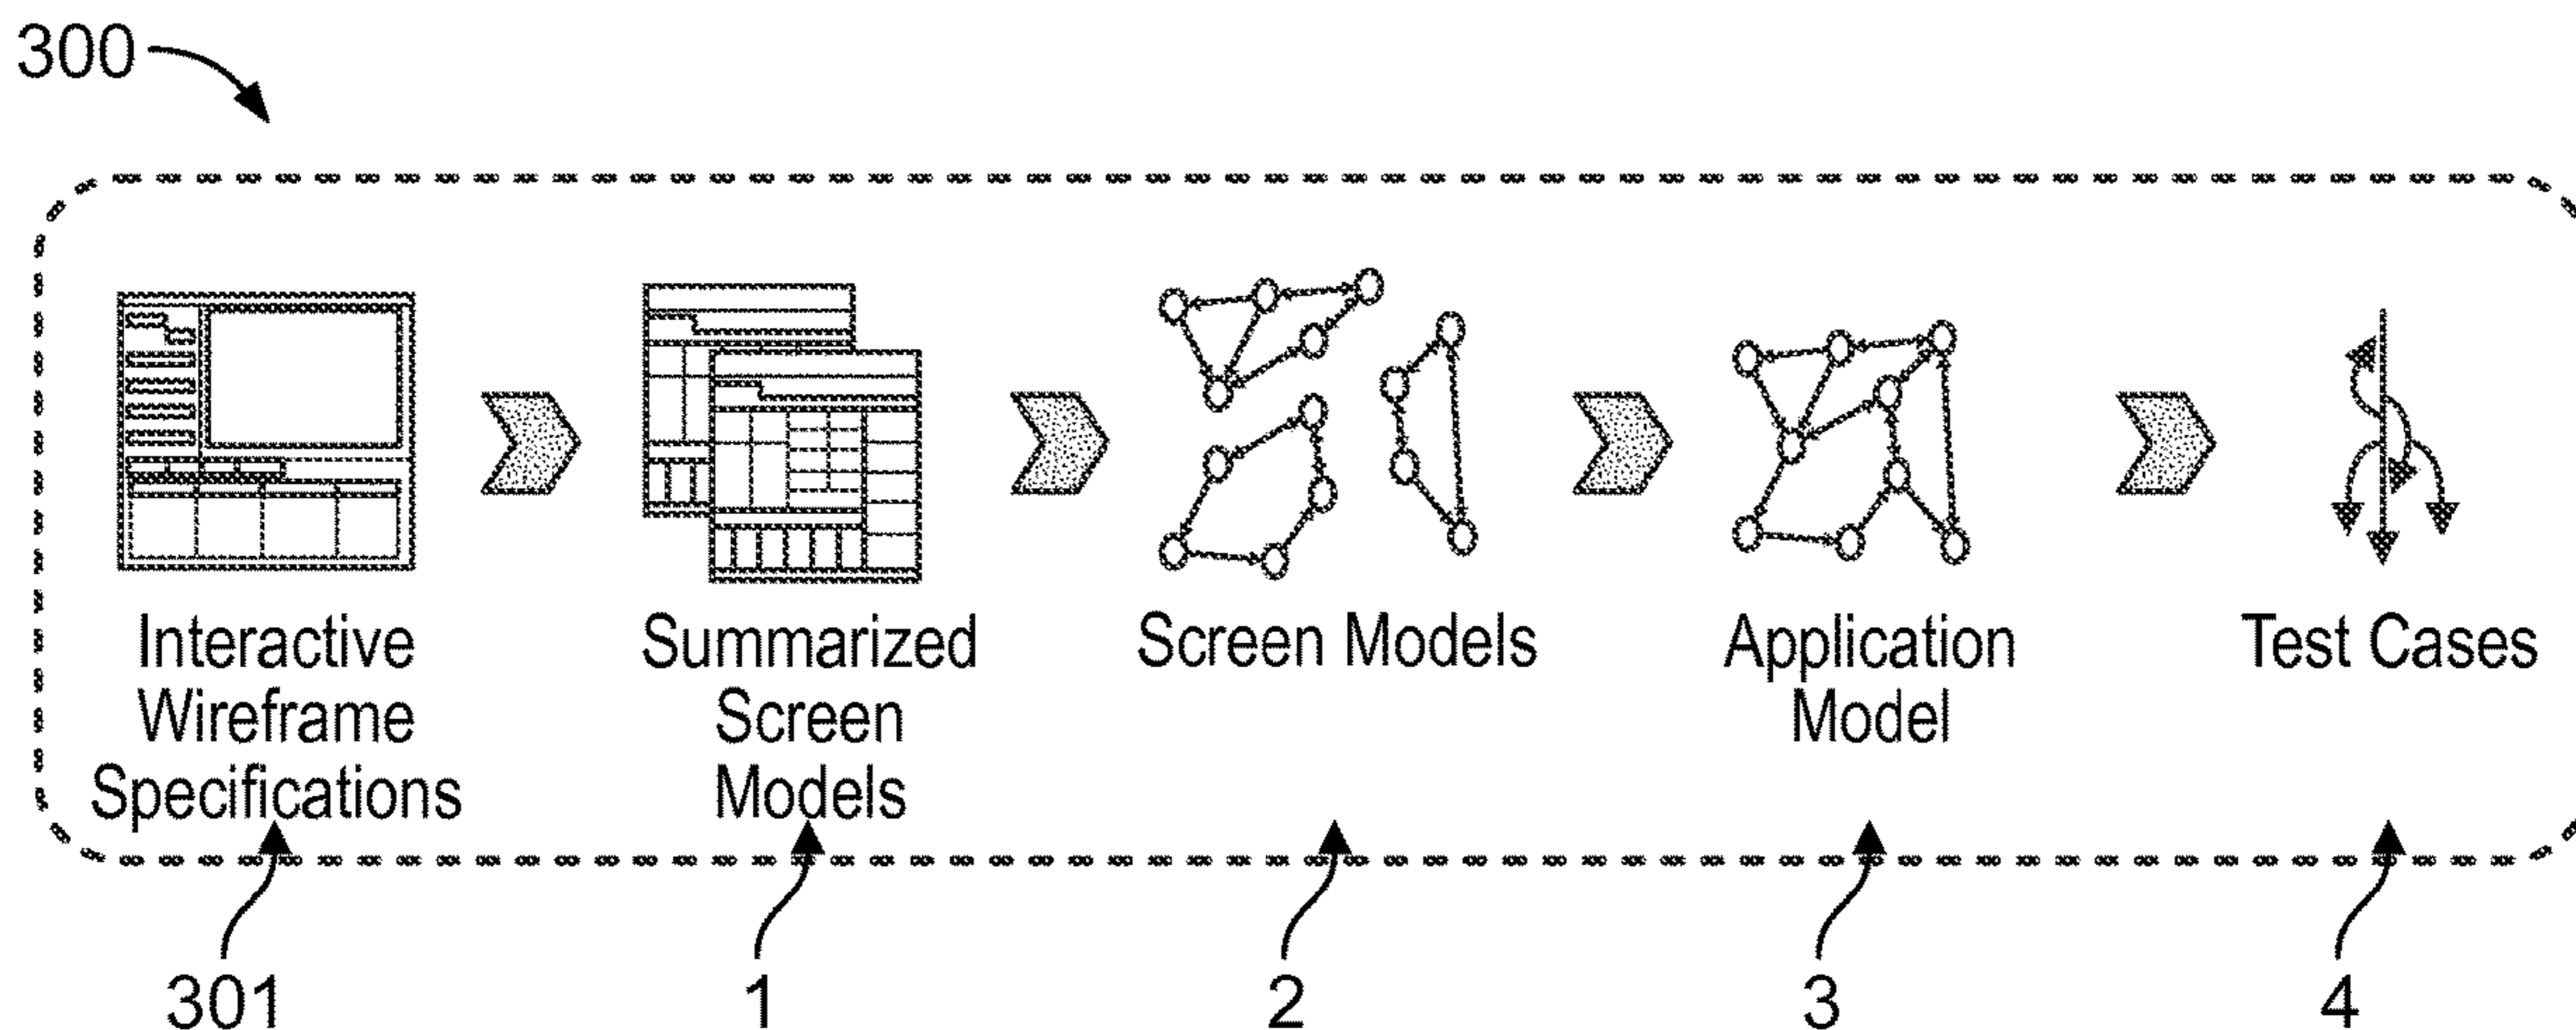 300
Interactive
Wireframe
Specifications
Summarized
Screen
Models
Screen Models
Application
Model
Test Cases
301
1
2
3
4